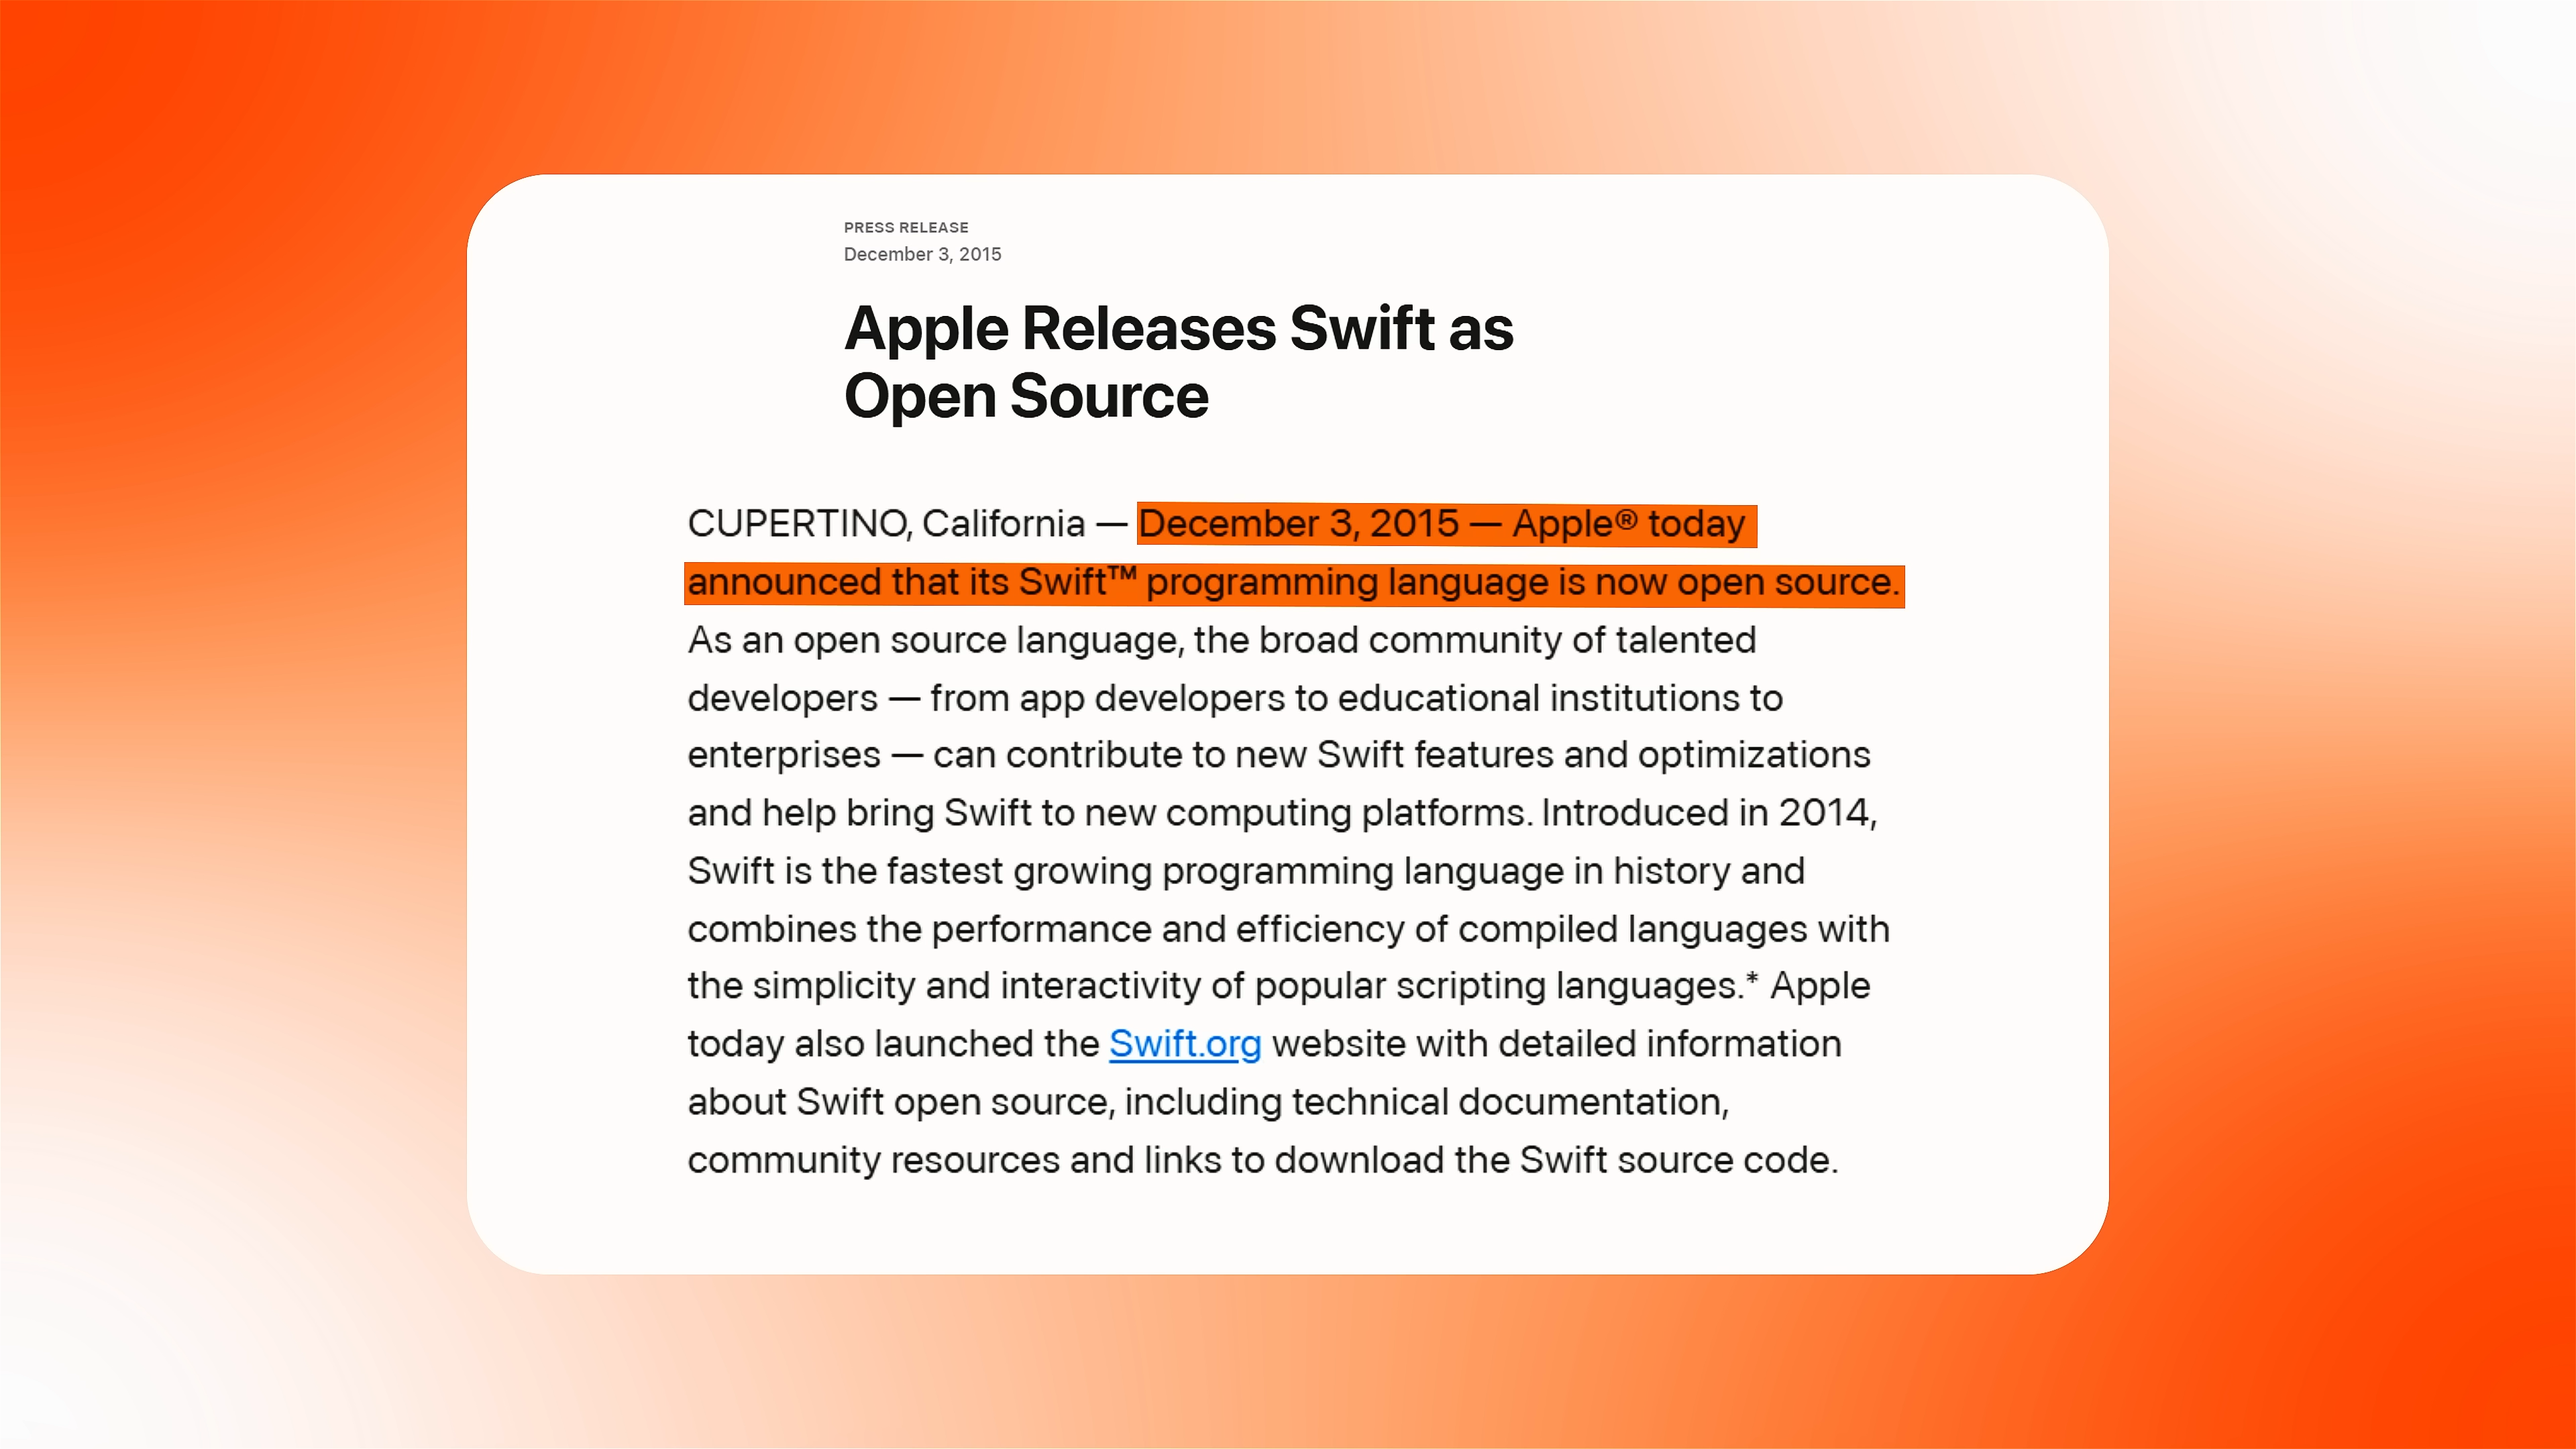 PRESS RELEASE
December 3, 2015
Apple Releases Swift as
Open Source
CUPERTINO, California — December 3, 2015 — Apple® today
announced that its Swift™ programming language is now open source.
As an open source language, the broad community of talented
developers — from app developers to educational institutions to
enterprises — can contribute to new Swift features and optimizations
and help bring Swift to new computing platforms. Introduced in 2014,
Swift is the fastest growing programming language in history and
combines the performance and efficiency of compiled languages with
the simplicity and interactivity of popular scripting languages.* Apple
today also launched the Swift.org website with detailed information
about Swift open source, including technical documentation,
community resources and links to download the Swift source code.